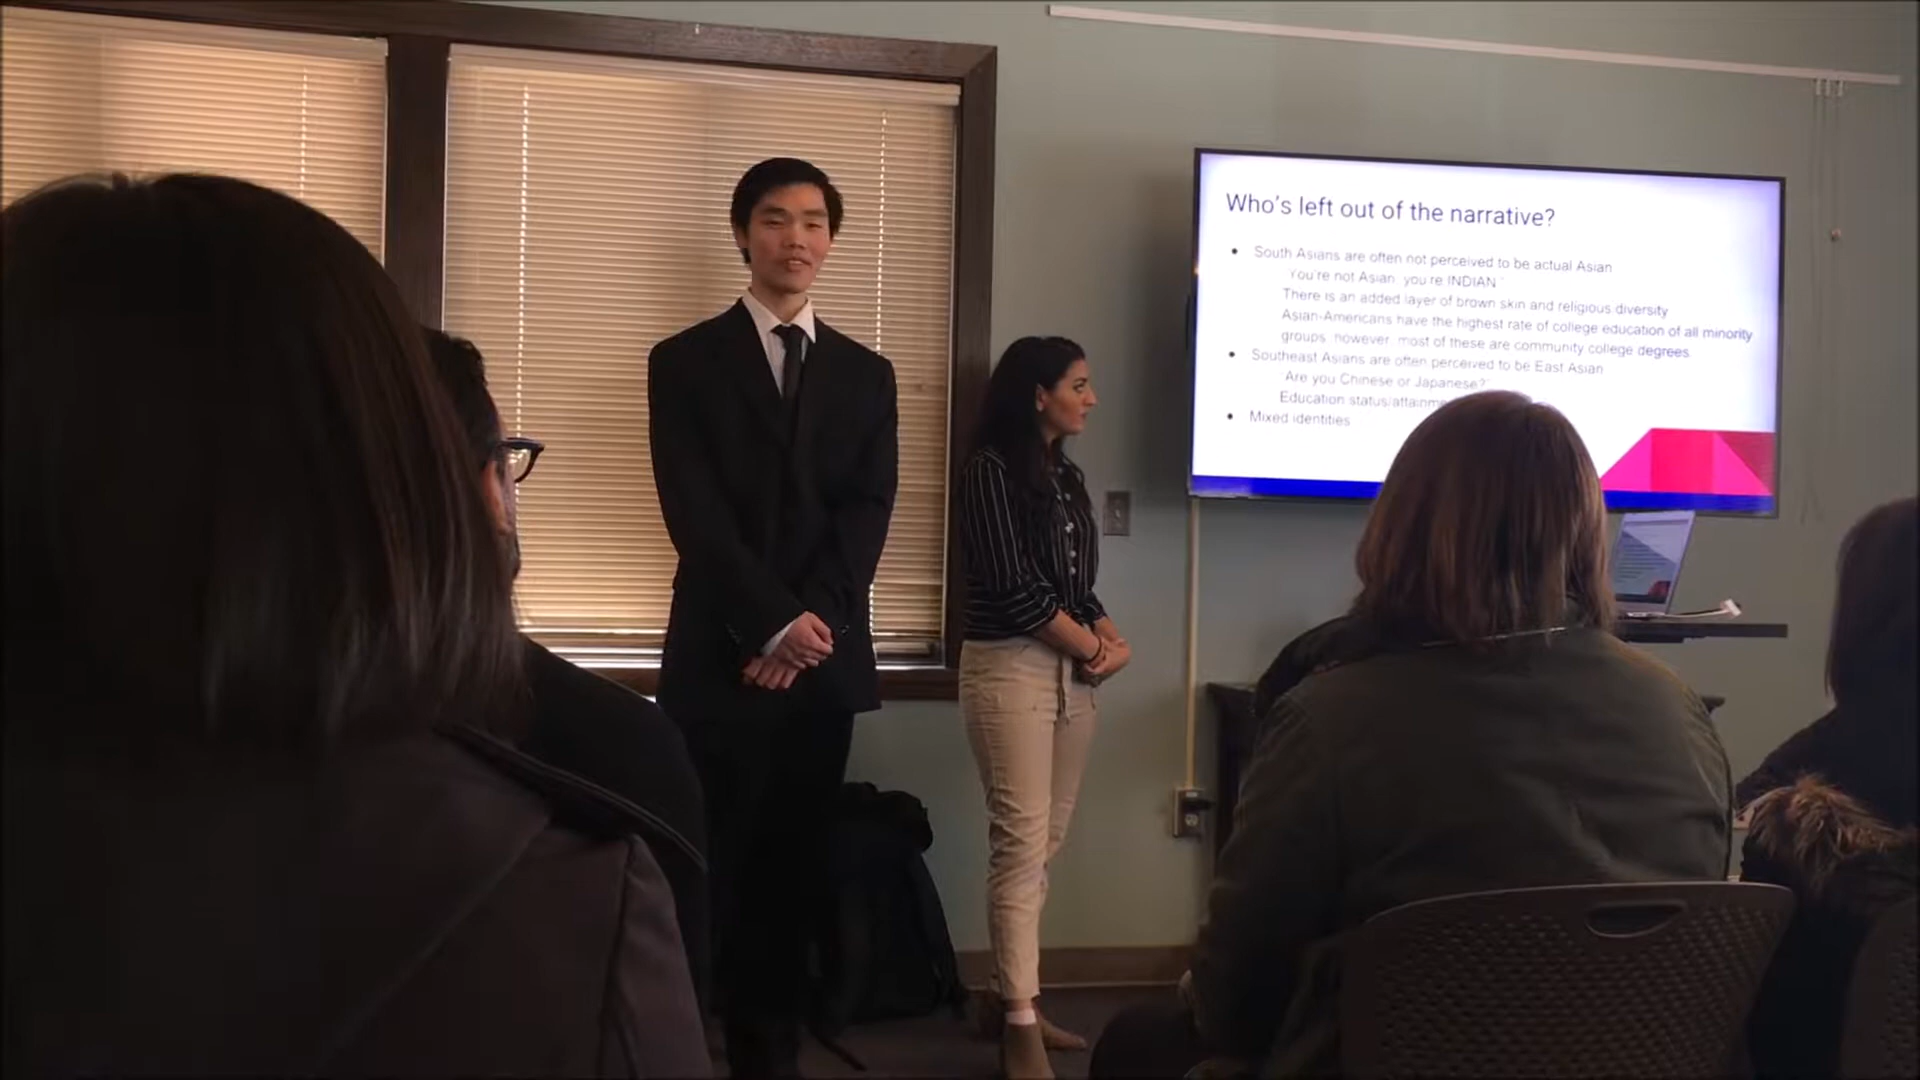 Who's left out of the narrative?
South Asians are often not perceived to be actual Asian
"You're not Asian, you're INDIAN"
There is an added layer of brown skin and religious diversity
Asian-Americans have the highest rate of college education of all minority
groups, however, most of these are community college degrees
Southeast Asians are often perceived to be East Asian
"Are you Chinese or Japanese?"
Education status/attainme
Mixed identities